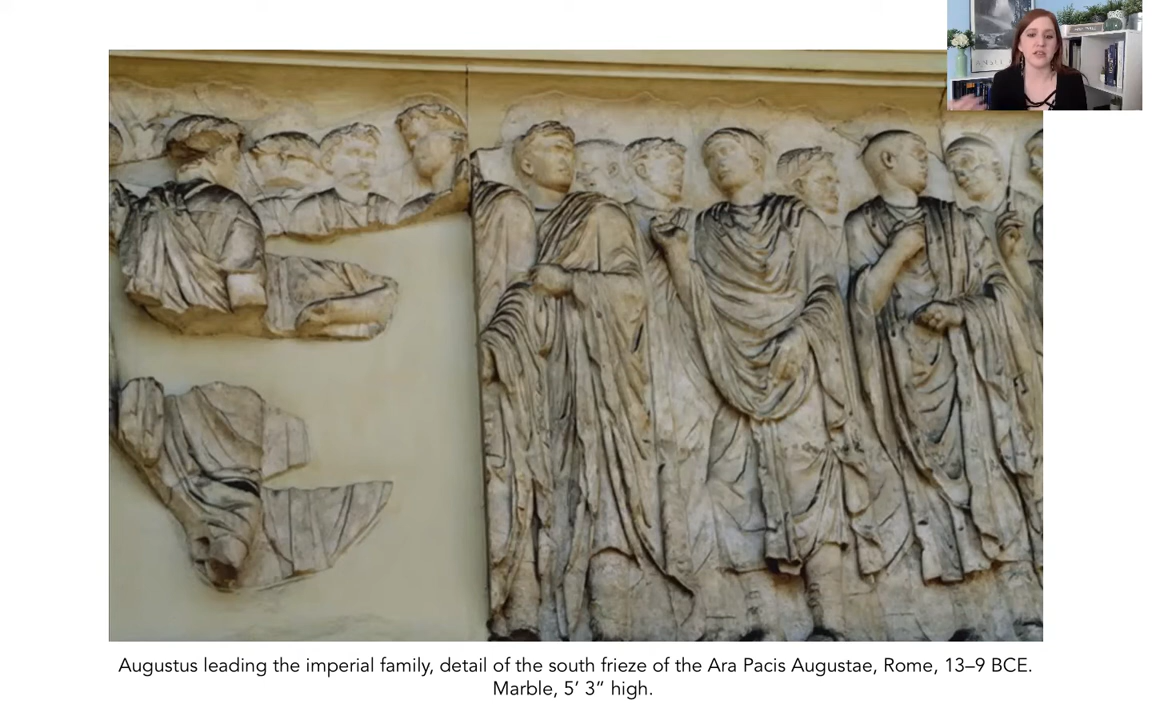 Augustus leading the imperial family, detail of the south frieze of the Ara Pacis Augustae, Rome, 13–9 BCE.
Marble, 5’ 3” high.